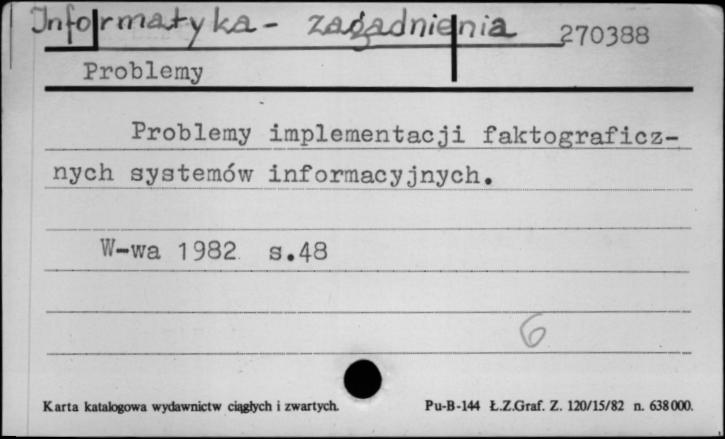 Informatyka - zagadnienia 270388
Problemy
Problemy implementacji faktograficz-
nych systemów informacyjnych.
W-wa 1982 s.48
6
Karta katalogowa wydawnictw ciągłych i zwartych. Pu-B-144 Ł.Z.Graf. Z. 120/15/82 n. 638000.